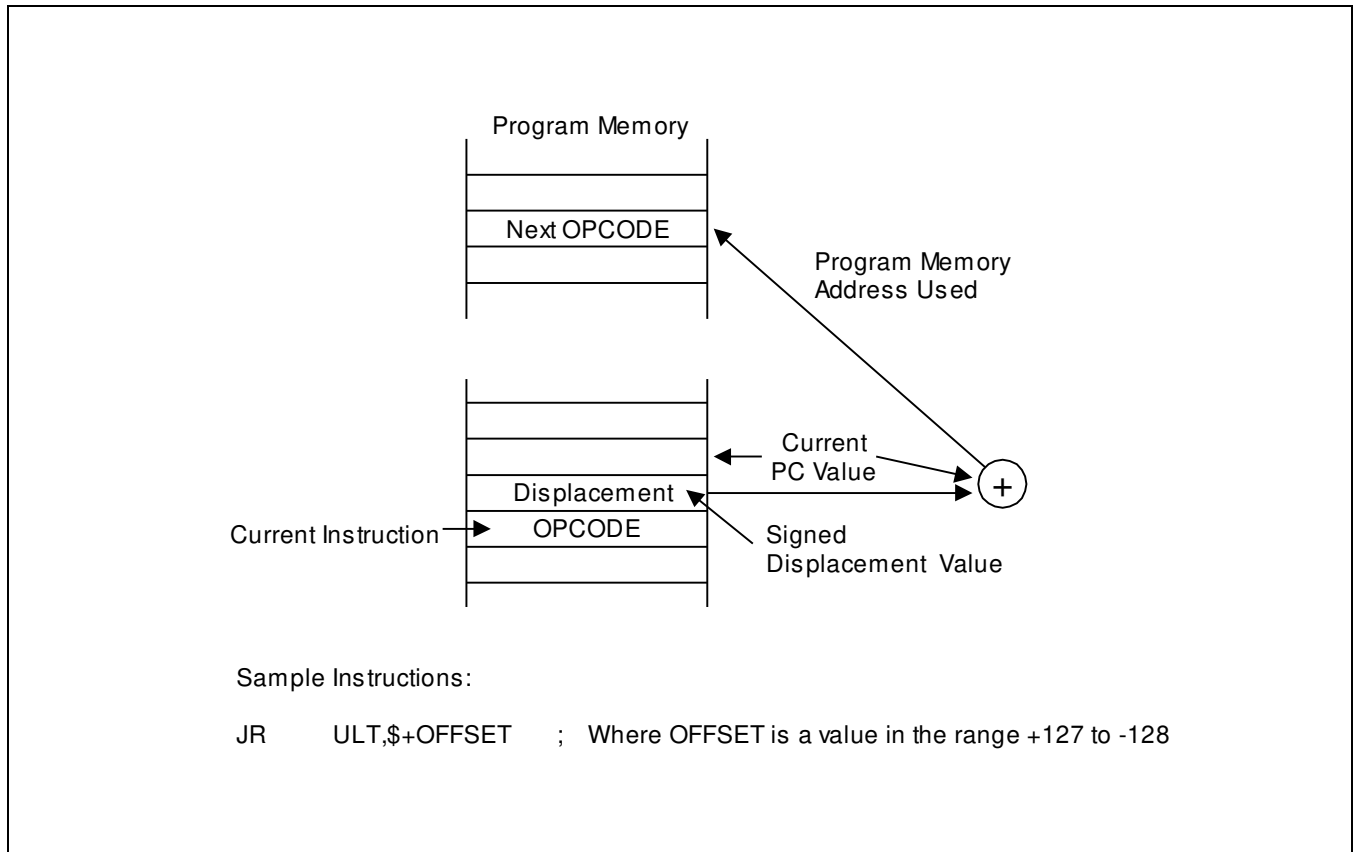 Program Memory
Next OPCODE
Program Memory
Address Used
Current
PC Value
+
Displacement
Current Instruction
OPCODE
Signed
Displacement Value
Sample Instructions:
JR ULT,$+OFFSET ; Where OFFSET is a value in the range +127 to -128